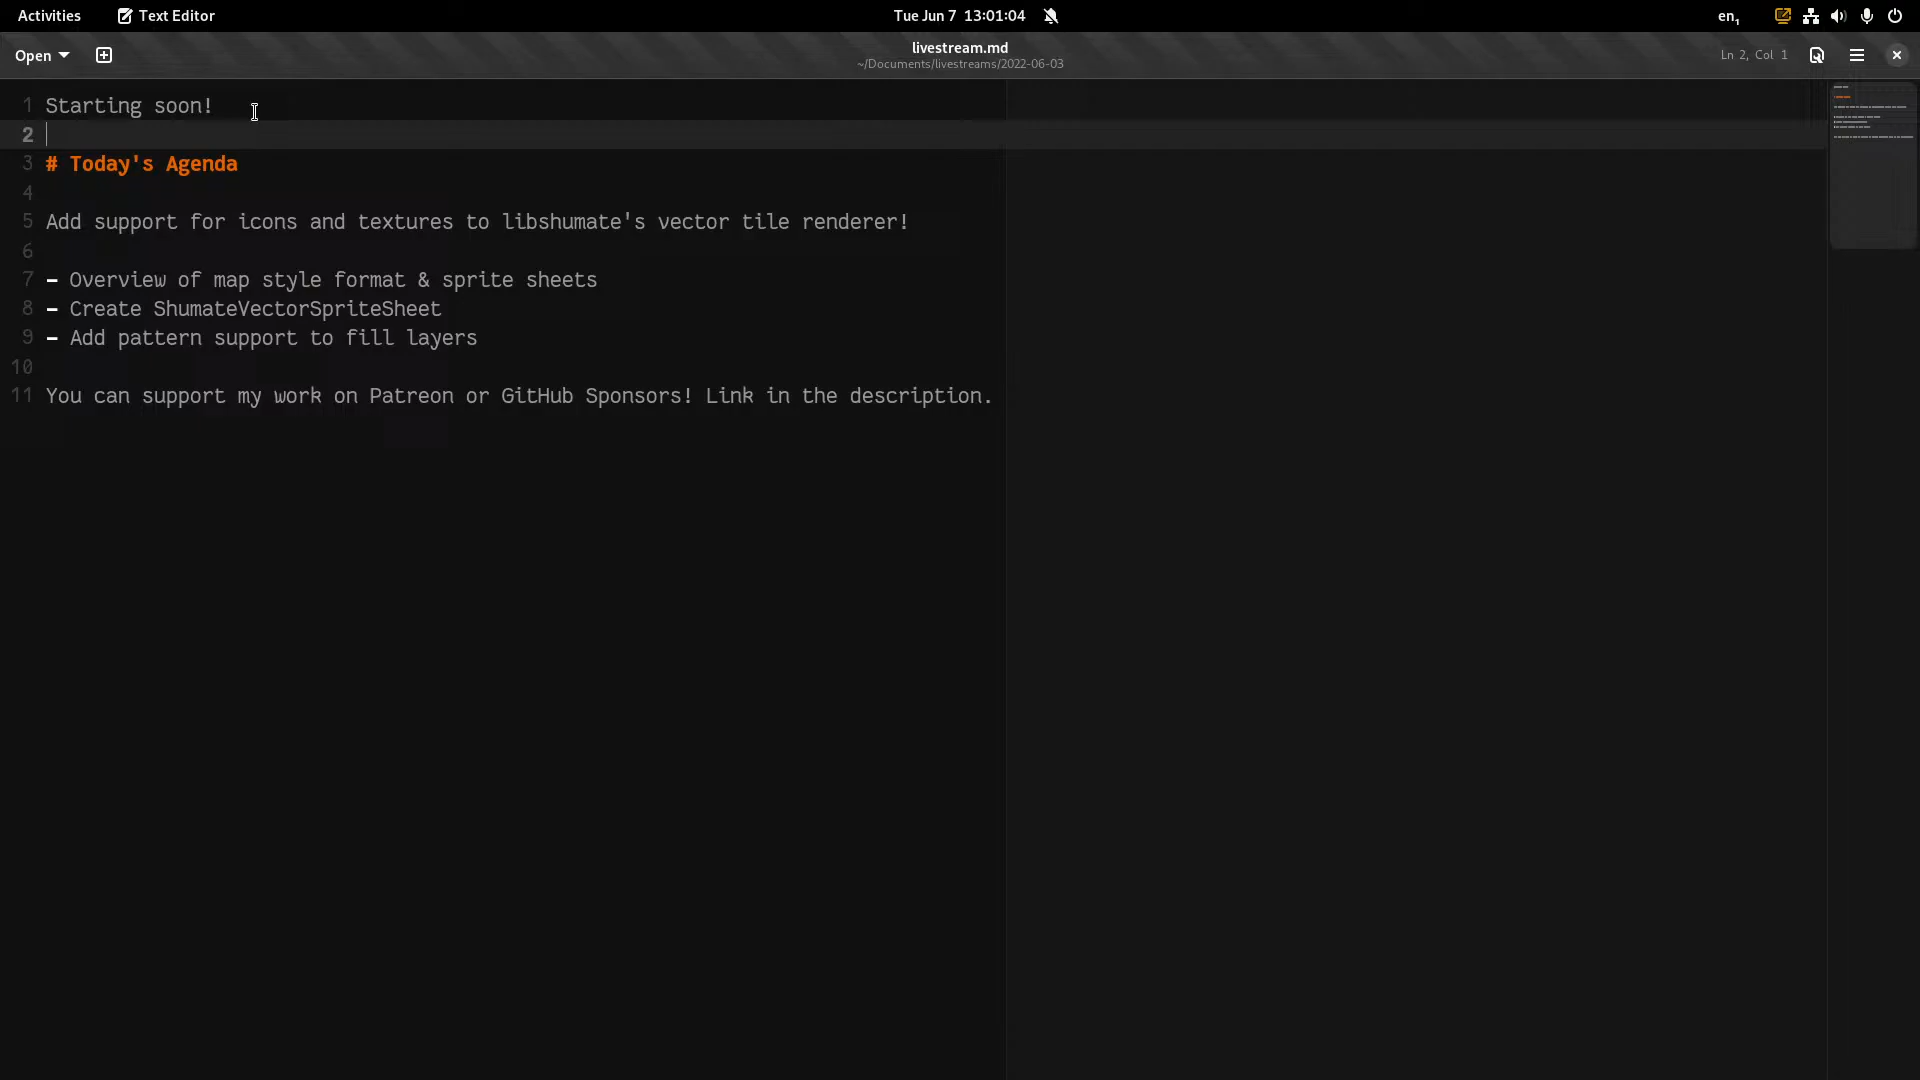 Activities Text Editor Tue Jun 7 13:01:04 en₁
Open livestream.md Ln 2, Col 1
~/Documents/livestreams/2022-06-03
1 Starting soon!
2
3 # Today's Agenda
4
5 Add support for icons and textures to libshumate's vector tile renderer!
6
7 - Overview of map style format & sprite sheets
8 - Create ShumateVectorSpriteSheet
9 - Add pattern support to fill layers
10
11 You can support my work on Patreon or GitHub Sponsors! Link in the description.